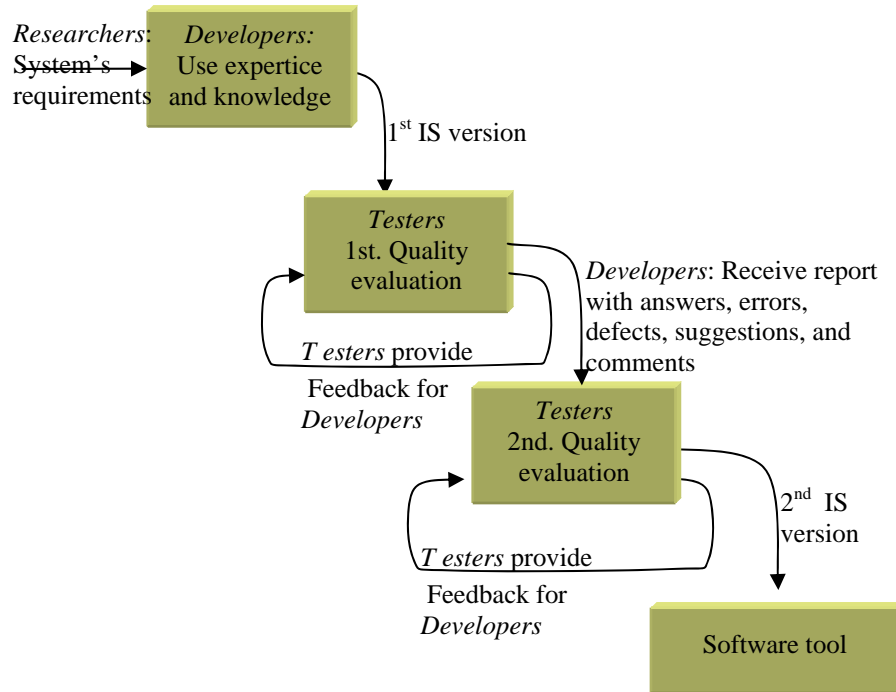 Researchers:
System's
requirements
Developers:
Use expertice
and knowledge
1st IS version
Testers
1st. Quality
evaluation
Developers: Receive report
with answers, errors,
defects, suggestions, and
comments
T esters provide
Feedback for
Developers
Testers
2nd. Quality
evaluation
2nd IS
version
T esters provide
Feedback for
Developers
Software tool